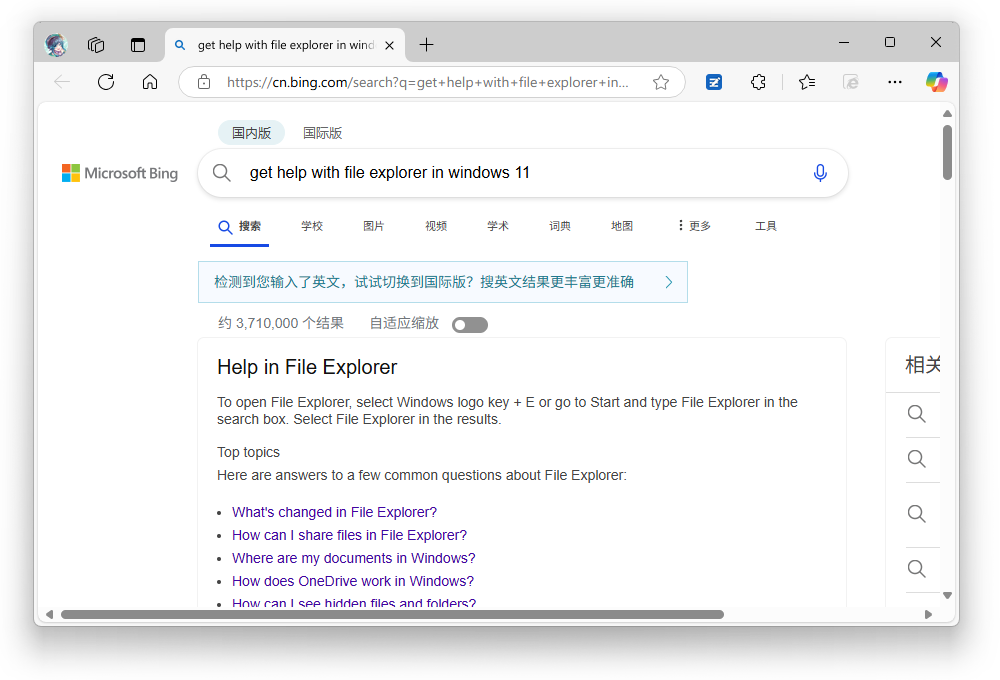 get help with file explorer in wind
https://cn.bing.com/search?q=get+help+with+file+explorer+in...
国内版 国际版
Microsoft Bing
get help with file explorer in windows 11
搜索 学校 图片 视频 学术 词典 地图 更多 工具
检测到您输入了英文，试试切换到国际版？搜英文结果更丰富更准确
约 3,710,000 个结果 自适应缩放
Help in File Explorer
相关
To open File Explorer, select Windows logo key + E or go to Start and type File Explorer in the
search box. Select File Explorer in the results.
Top topics
Here are answers to a few common questions about File Explorer:
What's changed in File Explorer?
How can I share files in File Explorer?
Where are my documents in Windows?
How does OneDrive work in Windows?
How can I see hidden files and folders?